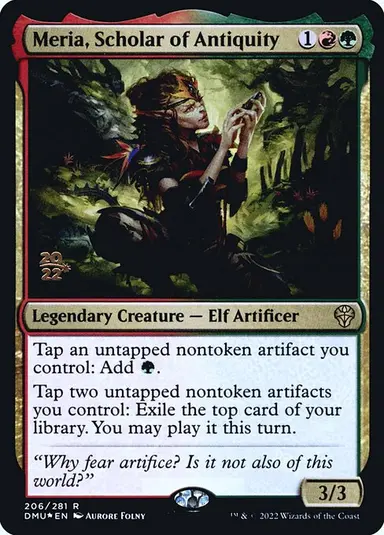 Meria, Scholar of Antiquity 1
20
22
Legendary Creature — Elf Artificer
Tap an untapped nontoken artifact you
control: Add .
Tap two untapped nontoken artifacts
you control: Exile the top card of your
library. You may play it this turn.
“Why fear artifice? Is it not also of this
world?”
3/3
206/281 R
DMU★EN Aurore Folny ™ & © 2022 Wizards of the Coast